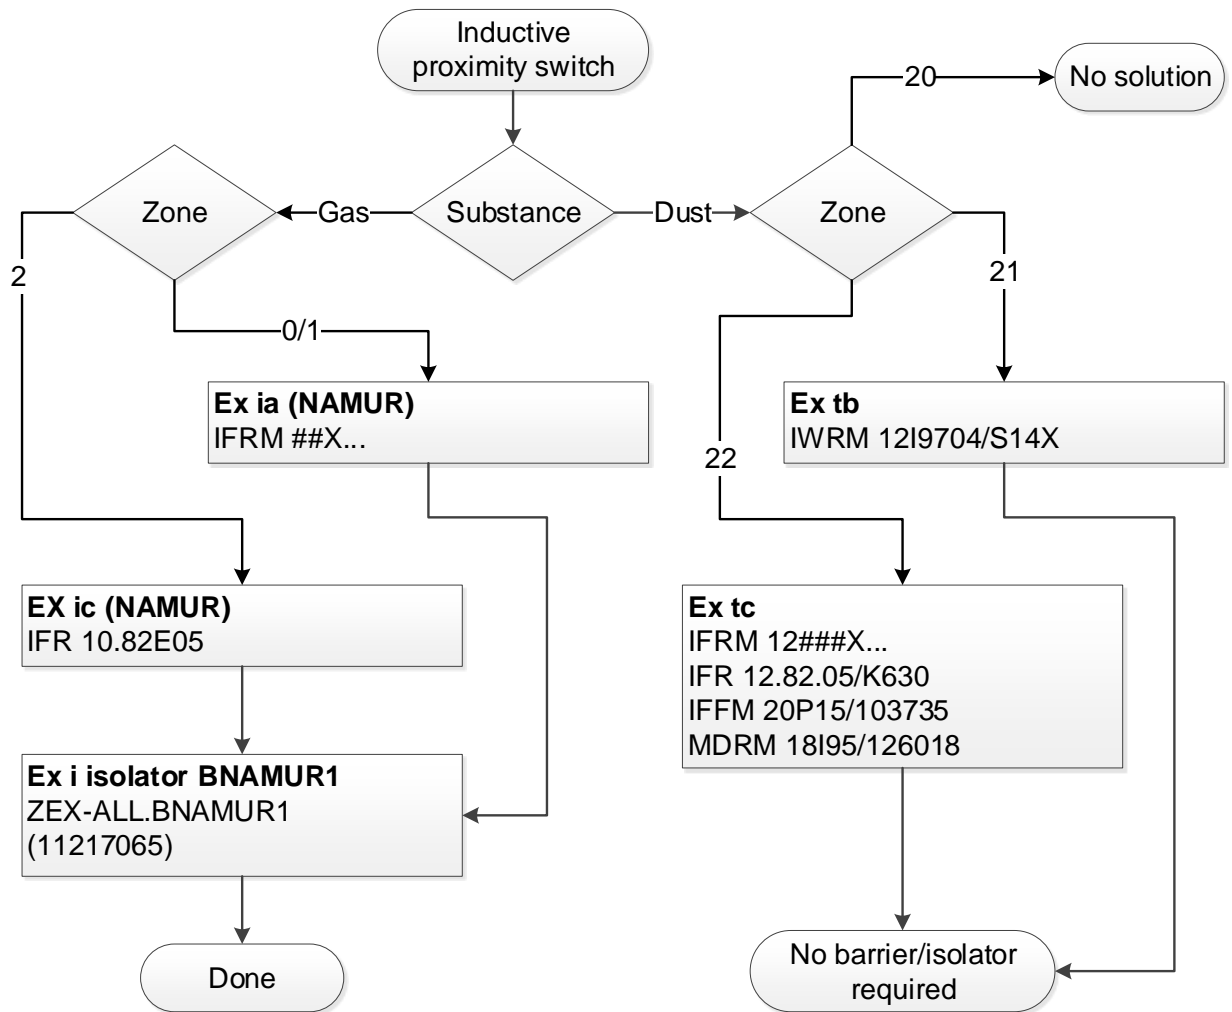 Inductive
proximity switch
20
No solution
Zone
Gas
Substance
Dust
Zone
2
21
0/1
Ex ia (NAMUR)
IFRM ##X...
Ex tb
IWRM 12I9704/S14X
22
EX ic (NAMUR)
IFR 10.82E05
Ex tc
IFRM 12###X...
IFR 12.82.05/K630
IFFM 20P15/103735
MDRM 18I95/126018
Ex i isolator BNAMUR1
ZEX-ALL.BNAMUR1
(11217065)
Done
No barrier/isolator
required